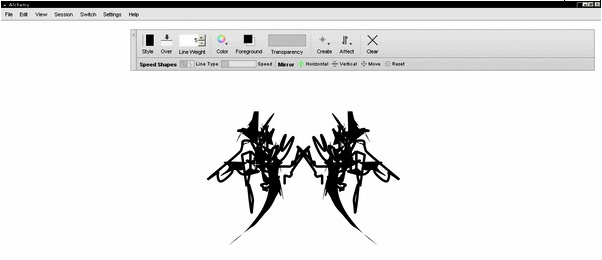 Alchemy
File Edit View Session Switch Settings Help
5
Style Over Line Weight Color Foreground Transparency Create Affect Clear
Speed Shapes Line Type Speed Mirror Horizontal Vertical Move Reset